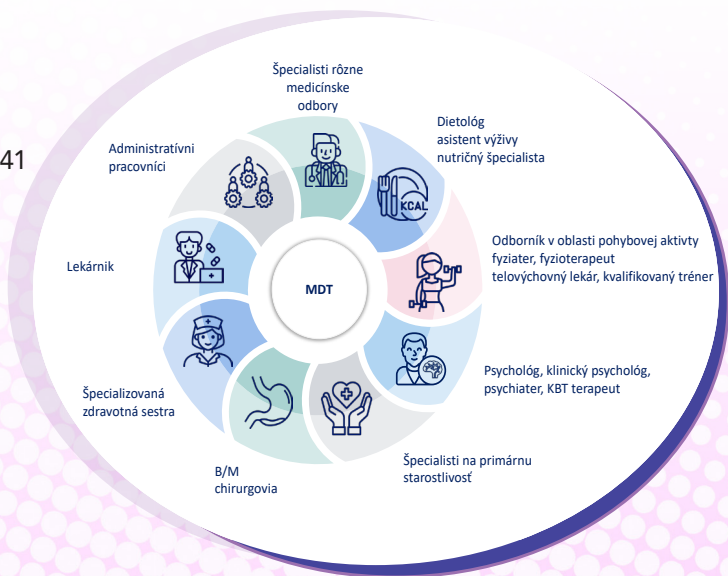 41
Špecialisti rôzne
medicínske
odbory
Dietológ
asistent výživy
nutričný špecialista
KCAL
Odborník v oblasti pohybovej aktivty
fyziater, fyzioterapeut
telovýchovný lekár, kvalifikovaný tréner
Psychológ, klinický psychológ,
psychiater, KBT terapeut
Špecialisti na primárnu
starostlivosť
B/M
chirurgovia
Špecializovaná
zdravotná sestra
Lekárnik
Administratívni
pracovníci
MDT